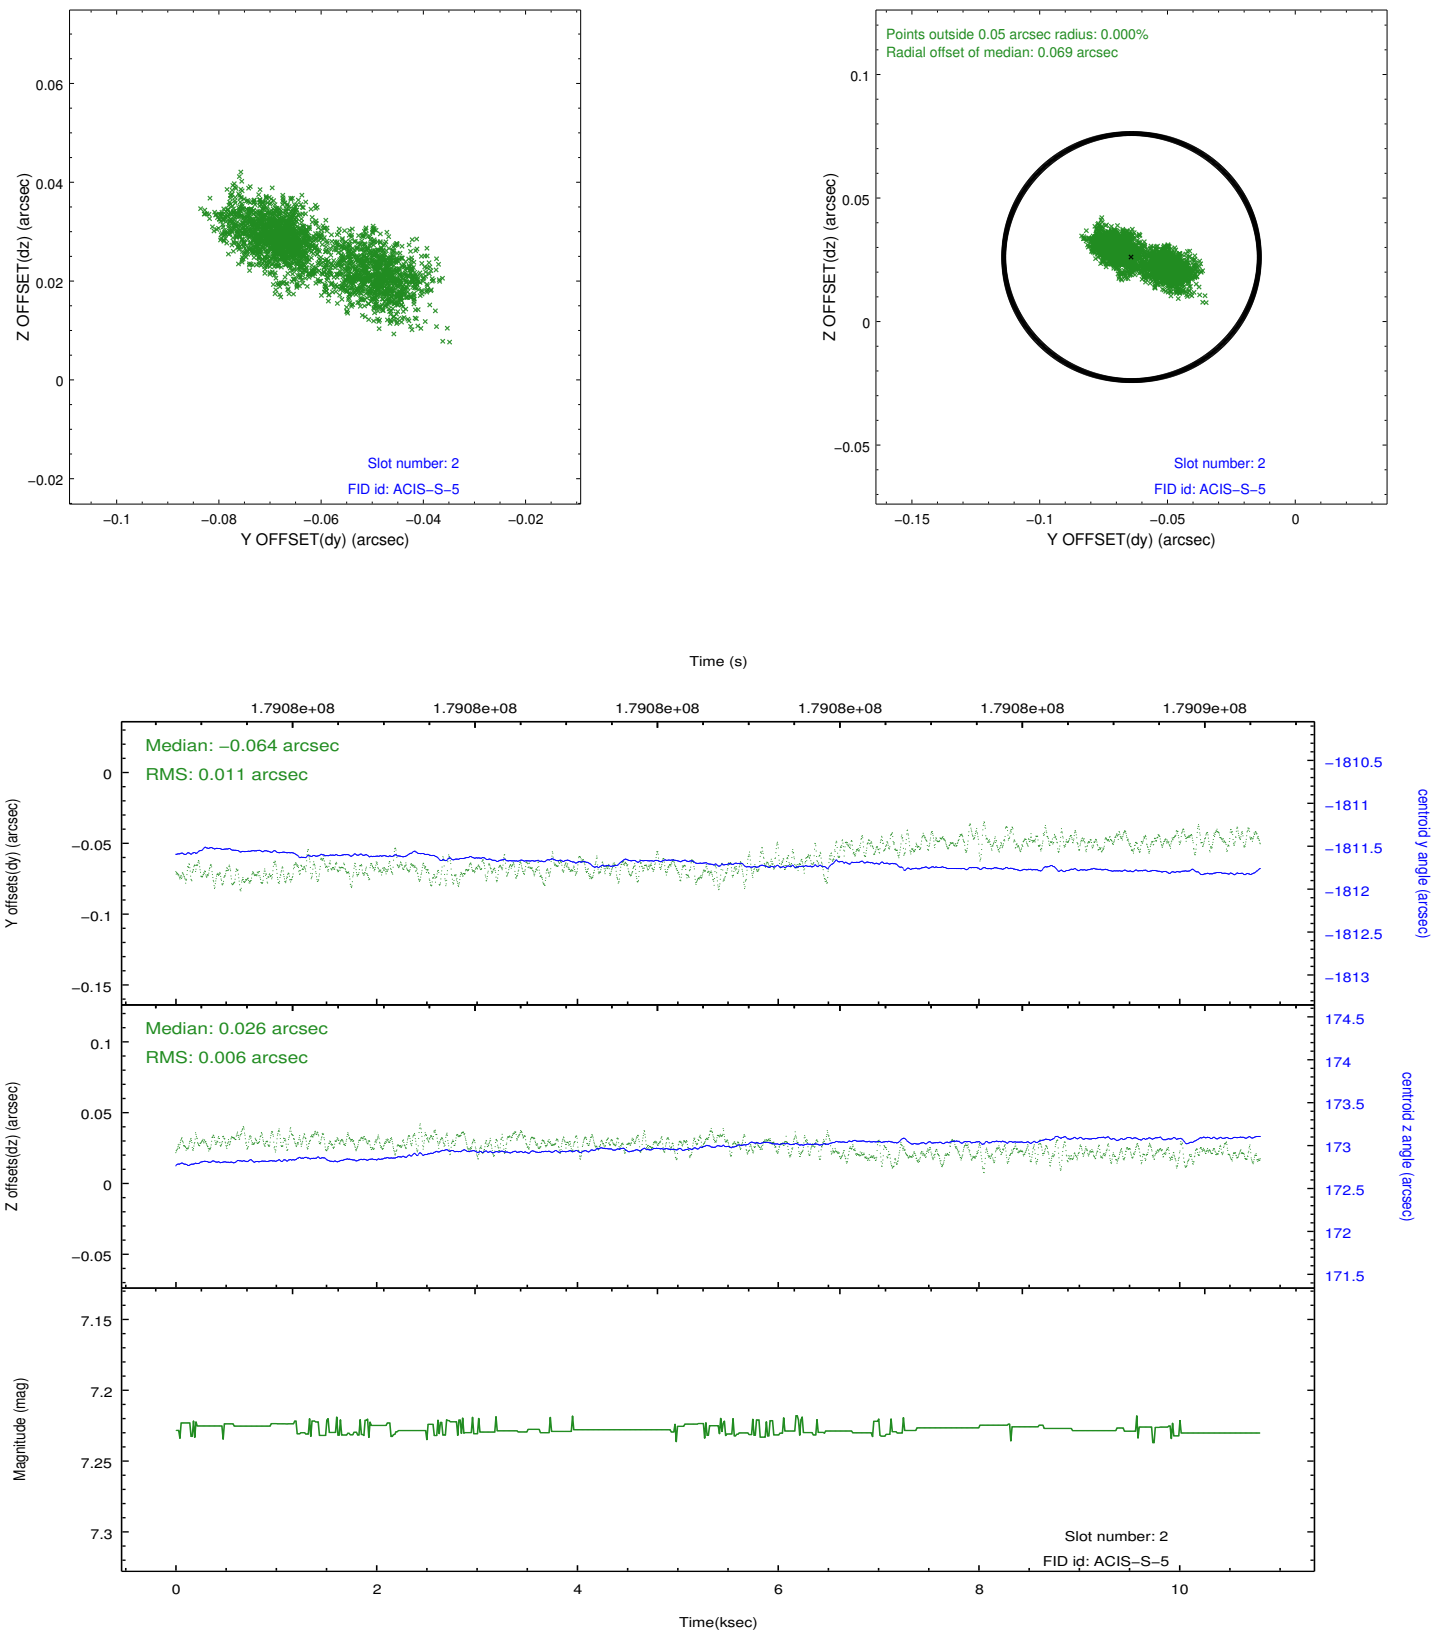 0.06
0.04
0.02
0
−0.02
Z OFFSET(dz) (arcsec)
Slot number: 2
FID id: ACIS−S−5
−0.1
−0.08
−0.06
−0.04
−0.02
Y OFFSET(dy) (arcsec)
Points outside 0.05 arcsec radius: 0.000%
Radial offset of median: 0.069 arcsec
0.1
0.05
0
−0.05
Z OFFSET(dz) (arcsec)
Slot number: 2
FID id: ACIS−S−5
−0.15
−0.1
−0.05
0
Y OFFSET(dy) (arcsec)
Time (s)
1.7908e+08
1.7908e+08
1.7908e+08
1.7908e+08
1.7908e+08
1.7909e+08
Median: −0.064 arcsec
RMS: 0.011 arcsec
0
−0.05
−0.1
−0.15
Y offsets(dy) (arcsec)
−1810.5
−1811
−1811.5
−1812
−1812.5
−1813
centroid y angle (arcsec)
Median: 0.026 arcsec
RMS: 0.006 arcsec
0.1
0.05
0
−0.05
Z offsets(dz) (arcsec)
174.5
174
173.5
173
172.5
172
171.5
centroid z angle (arcsec)
7.15
7.2
7.25
7.3
Magnitude (mag)
Slot number: 2
FID id: ACIS−S−5
0
2
4
6
8
10
Time(ksec)